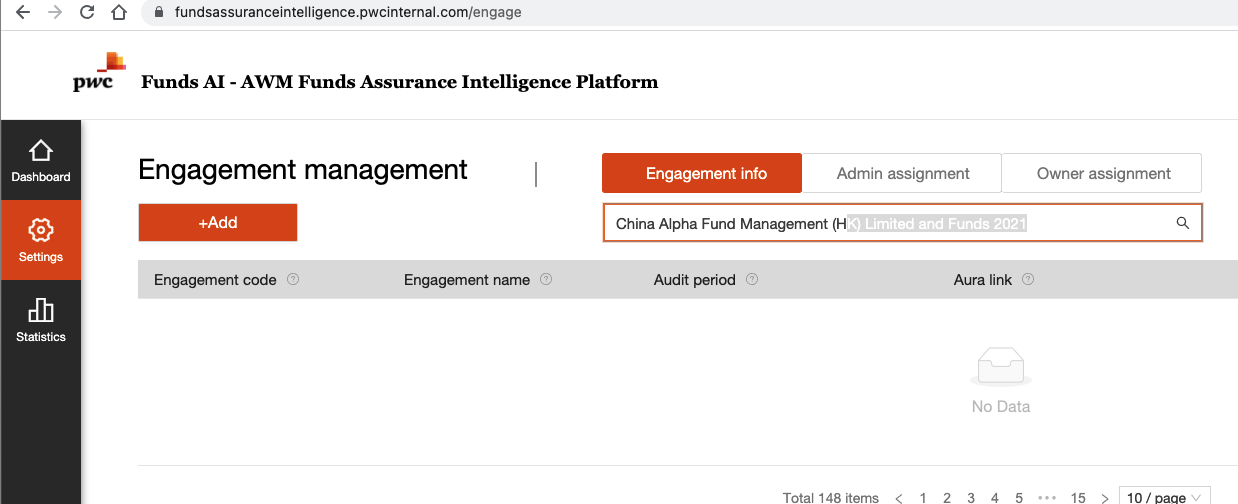 fundsassuranceintelligence.pwcinternal.com/engage
pwc
Funds AI - AWM Funds Assurance Intelligence Platform
Dashboard
Settings
Statistics
Engagement management
Engagement info
Admin assignment
Owner assignment
+Add
China Alpha Fund Management (HK) Limited and Funds 2021
Engagement code ? Engagement name ? Audit period ? Aura link ?
No Data
Total 148 items < 1 2 3 4 5 ••• 15 > 10 / page